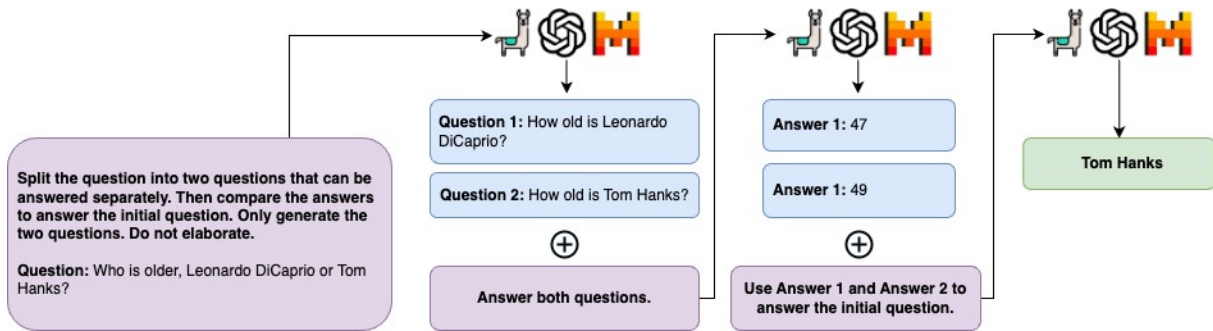 Split the question into two questions that can be
answered separately. Then compare the answers
to answer the initial question. Only generate the
two questions. Do not elaborate.
Question: Who is older, Leonardo DiCaprio or Tom
Hanks?
Question 1: How old is Leonardo
DiCaprio?
Question 2: How old is Tom Hanks?
Answer both questions.
Answer 1: 47
Answer 1: 49
Use Answer 1 and Answer 2 to
answer the initial question.
Tom Hanks